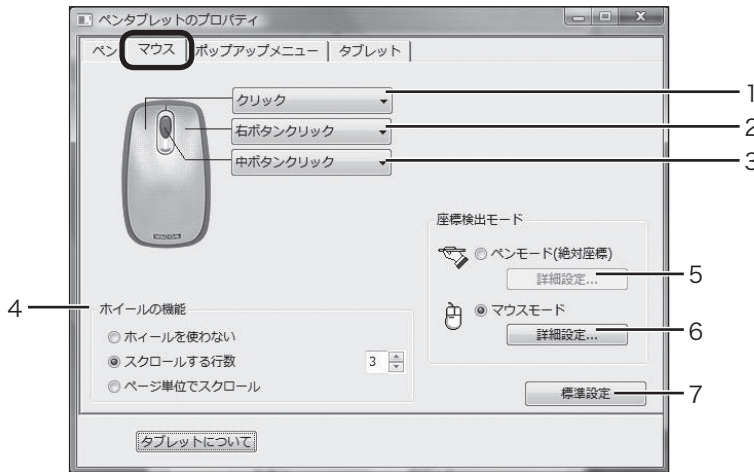 ペンタブレットのプロパティ
ペン マウス ポップアップメニュー タブレット
クリック 1
右ボタンクリック 2
中ボタンクリック 3
座標検出モード
ペンモード(絶対座標)
詳細設定... 5
4 ホイールの機能
マウスモード
ホィールを使わない
詳細設定... 6
スクロールする行数 3
ページ単位でスクロール
標準設定 7
タブレットについて